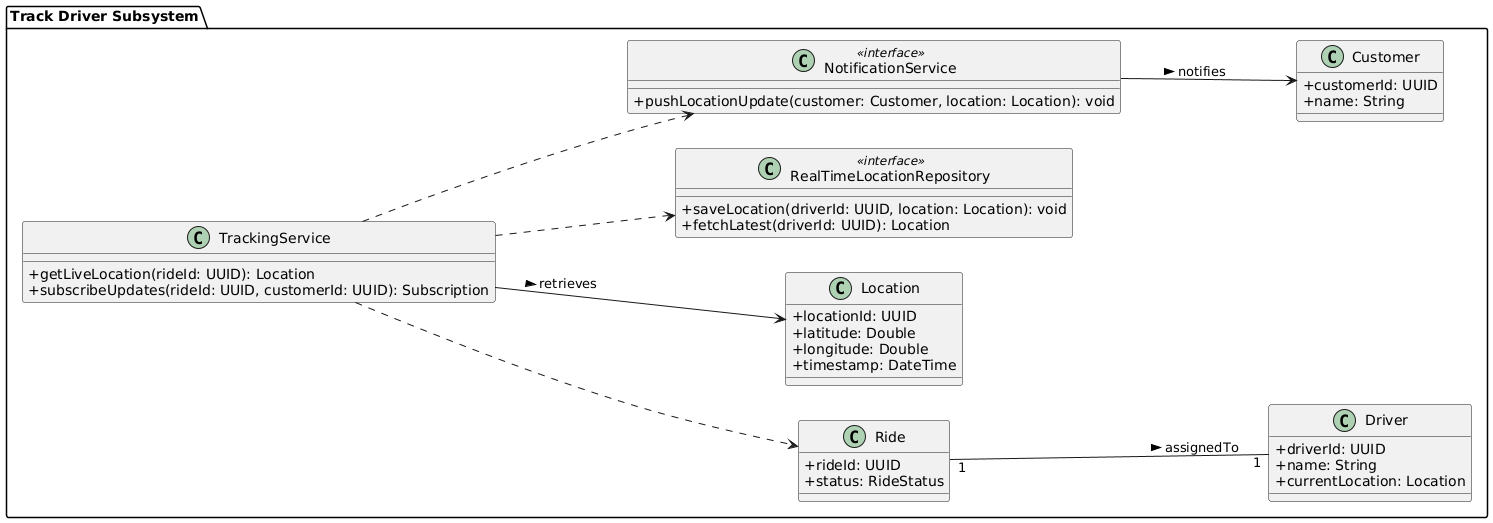 Track Driver Subsystem
«interface»
C NotificationService
+pushLocationUpdate(customer: Customer, location: Location): void
notifies
C Customer
+customerId: UUID
+name: String
«interface»
C RealTimeLocationRepository
+saveLocation(driverId: UUID, location: Location): void
+fetchLatest(driverId: UUID): Location
C TrackingService
+getLiveLocation(rideId: UUID): Location
+subscribeUpdates(rideId: UUID, customerId: UUID): Subscription
retrieves
C Location
+locationId: UUID
+latitude: Double
+longitude: Double
+timestamp: DateTime
C Ride
+rideId: UUID
+status: RideStatus
1
assignedTo
1
C Driver
+driverId: UUID
+name: String
+currentLocation: Location